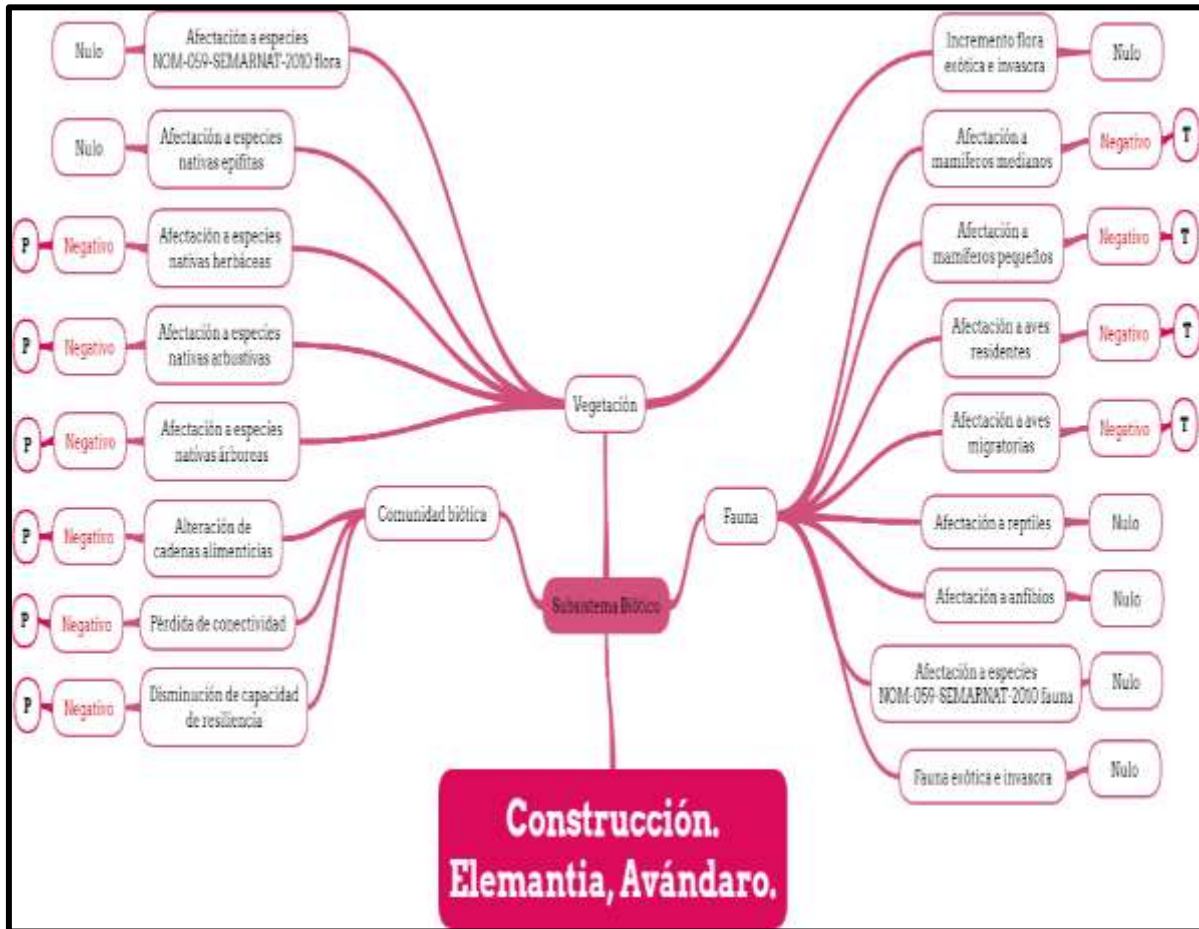 Nulo
Afectación a especies
NOM-059-SEMARNAT-2010 flora
Nulo
Afectación a especies
nativas epífitas
P
Negativo
Afectación a especies
nativas herbáceas
P
Negativo
Afectación a especies
nativas arbustivas
P
Negativo
Afectación a especies
nativas árboreas
P
Negativo
Alteración de
cadenas alimenticias
P
Negativo
Pérdida de conectividad
P
Negativo
Disminución de capacidad
de resiliencia
Comunidad biótica
Vegetación
Subsistema Biótico
Fauna
Incremento flora
exótica e invasora
Nulo
Afectación a
mamíferos medianos
Negativo
T
Afectación a
mamíferos pequeños
Negativo
T
Afectación a aves
residentes
Negativo
T
Afectación a aves
migratorias
Negativo
T
Afectación a reptiles
Nulo
Afectación a anfibios
Nulo
Afectación a especies
NOM-059-SEMARNAT-2010 fauna
Nulo
Fauna exótica e invasora
Nulo
Construcción.
Elemantia, Avándaro.